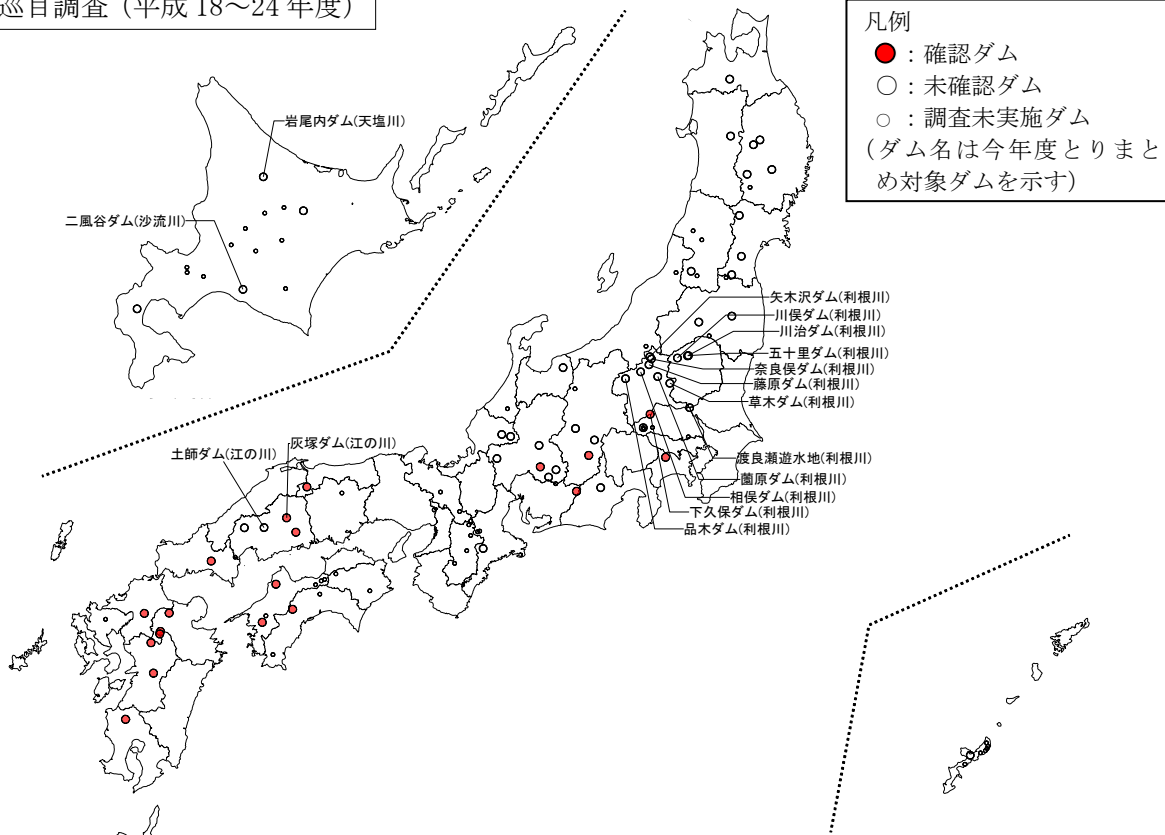 巡目調査（平成 18～24 年度）
凡例
●：確認ダム
○：未確認ダム
○：調査未実施ダム
(ダム名は今年度とりまと
め対象ダムを示す)
岩尾内ダム(天塩川)
二風谷ダム(沙流川)
矢木沢ダム(利根川)
川俣ダム(利根川)
川治ダム(利根川)
五十里ダム(利根川)
奈良俣ダム(利根川)
藤原ダム(利根川)
草木ダム(利根川)
渡良瀬遊水地(利根川)
薗原ダム(利根川)
相俣ダム(利根川)
下久保ダム(利根川)
品木ダム(利根川)
灰塚ダム(江の川)
土師ダム(江の川)